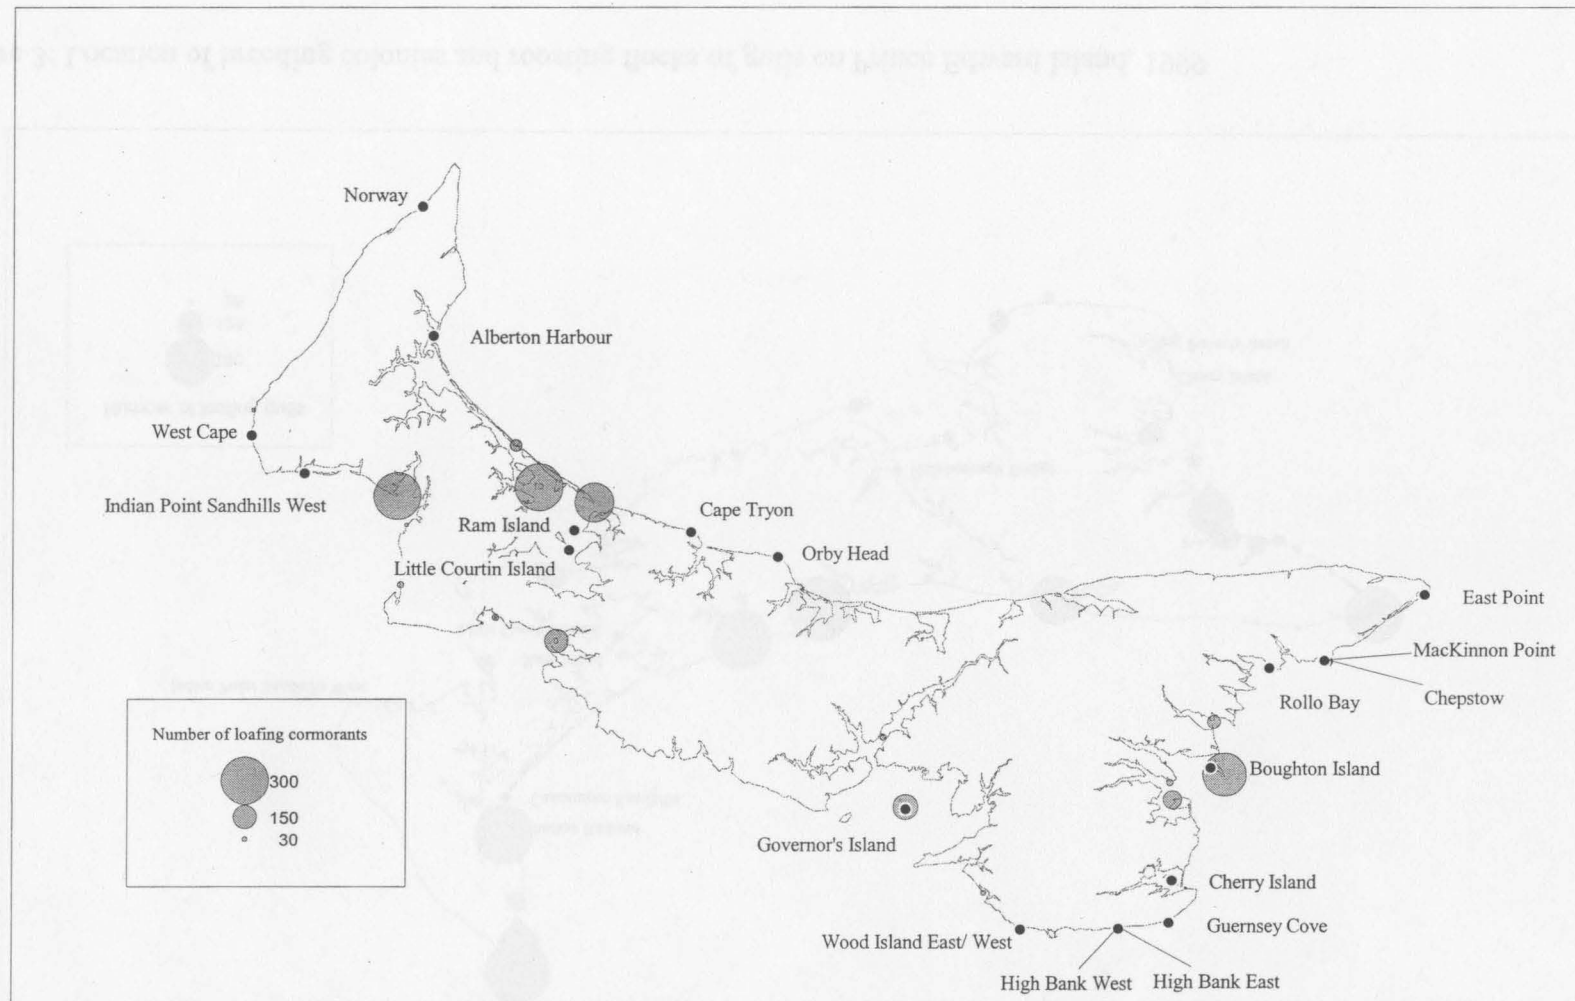 Norway
Alberton Harbour
West Cape
Indian Point Sandhills West
Ram Island
Cape Tryon
Orby Head
Little Courtin Island
East Point
MacKinnon Point
Rollo Bay
Chepstow
Number of loafing cormorants
300
150
30
Boughton Island
Governor's Island
Cherry Island
Guernsey Cove
Wood Island East/ West
High Bank West
High Bank East